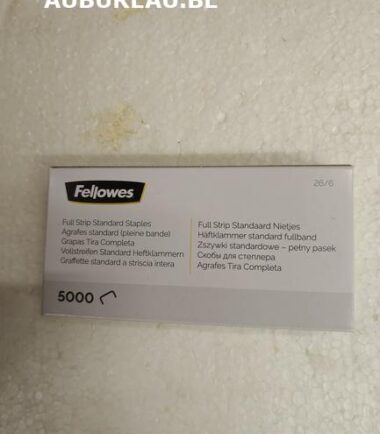 AUBUREAU.BE
Fellowes
26/6
Full Strip Standard Staples
Agrafes standard (pleine bande)
Grapas Tira Completa
Vollstreifen Standard Heftklammern
Graffette standard a striscia intera
Full Strip Standaard Nietjes
Häftklammer standard fullband
Zszywki standardowe – pełny pasek
Скобы для степлера
Agrafes Tira Completa
5000